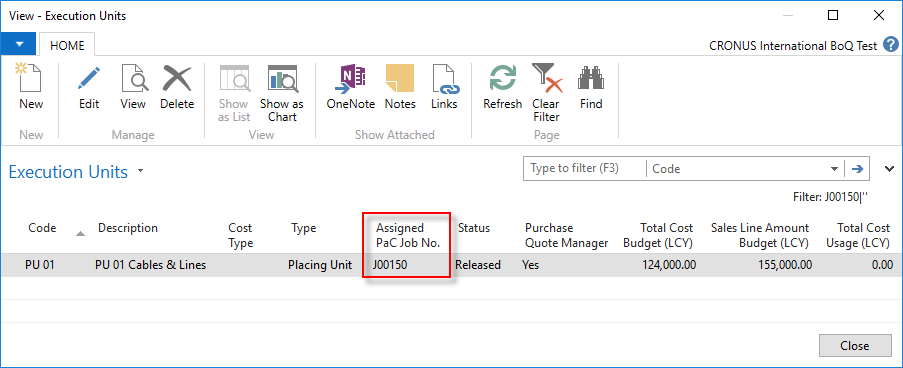 View - Execution Units
HOME
CRONUS International BoQ Test
New
Edit
View
Delete
Show
as List
Show as
Chart
OneNote
Notes
Links
Refresh
Clear
Filter
Find
New
Manage
View
Show Attached
Page
Execution Units
Type to filter (F3)
Code
Filter: J00150|''
Code Description Cost Type Type Assigned PaC Job No. Status Purchase Quote Manager Total Cost Budget (LCY) Sales Line Amount Budget (LCY) Total Cost Usage (LCY)
PU 01 PU 01 Cables & Lines Placing Unit J00150 Released Yes 124,000.00 155,000.00 0.00
Close